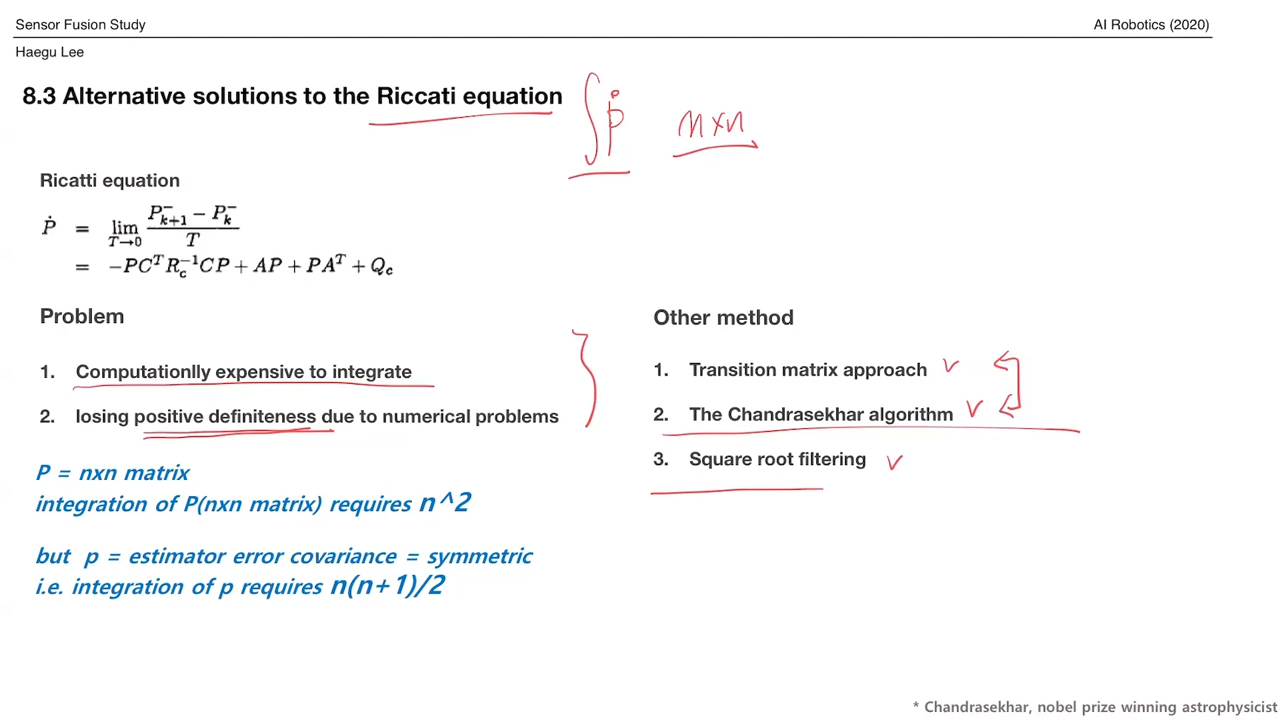 Sensor Fusion Study
AI Robotics (2020)
Haegu Lee
8.3 Alternative solutions to the Riccati equation
∫Ṗ
n×n
Ricatti equation
Ṗ = lim T→0 (P⁻ₖ₊₁ − P⁻ₖ) / T
= −PCᵀR_c⁻¹CP + AP + PAᵀ + Q_c
Problem
1. Computationlly expensive to integrate
2. losing positive definiteness due to numerical problems
P = nxn matrix
integration of P(nxn matrix) requires n^2
but p = estimator error covariance = symmetric
i.e. integration of p requires n(n+1)/2
Other method
1. Transition matrix approach
2. The Chandrasekhar algorithm
3. Square root filtering
* Chandrasekhar, nobel prize winning astrophysicist